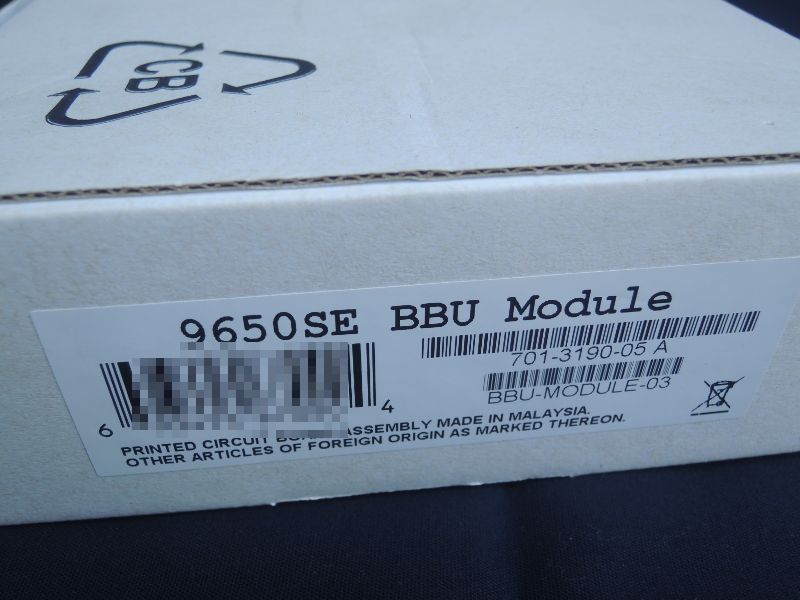 CB
9650SE BBU Module
701-3190-05 A
BBU-MODULE-03
6 4
PRINTED CIRCUIT ASSEMBLY MADE IN MALAYSIA.
OTHER ARTICLES OF FOREIGN ORIGIN AS MARKED THEREON.